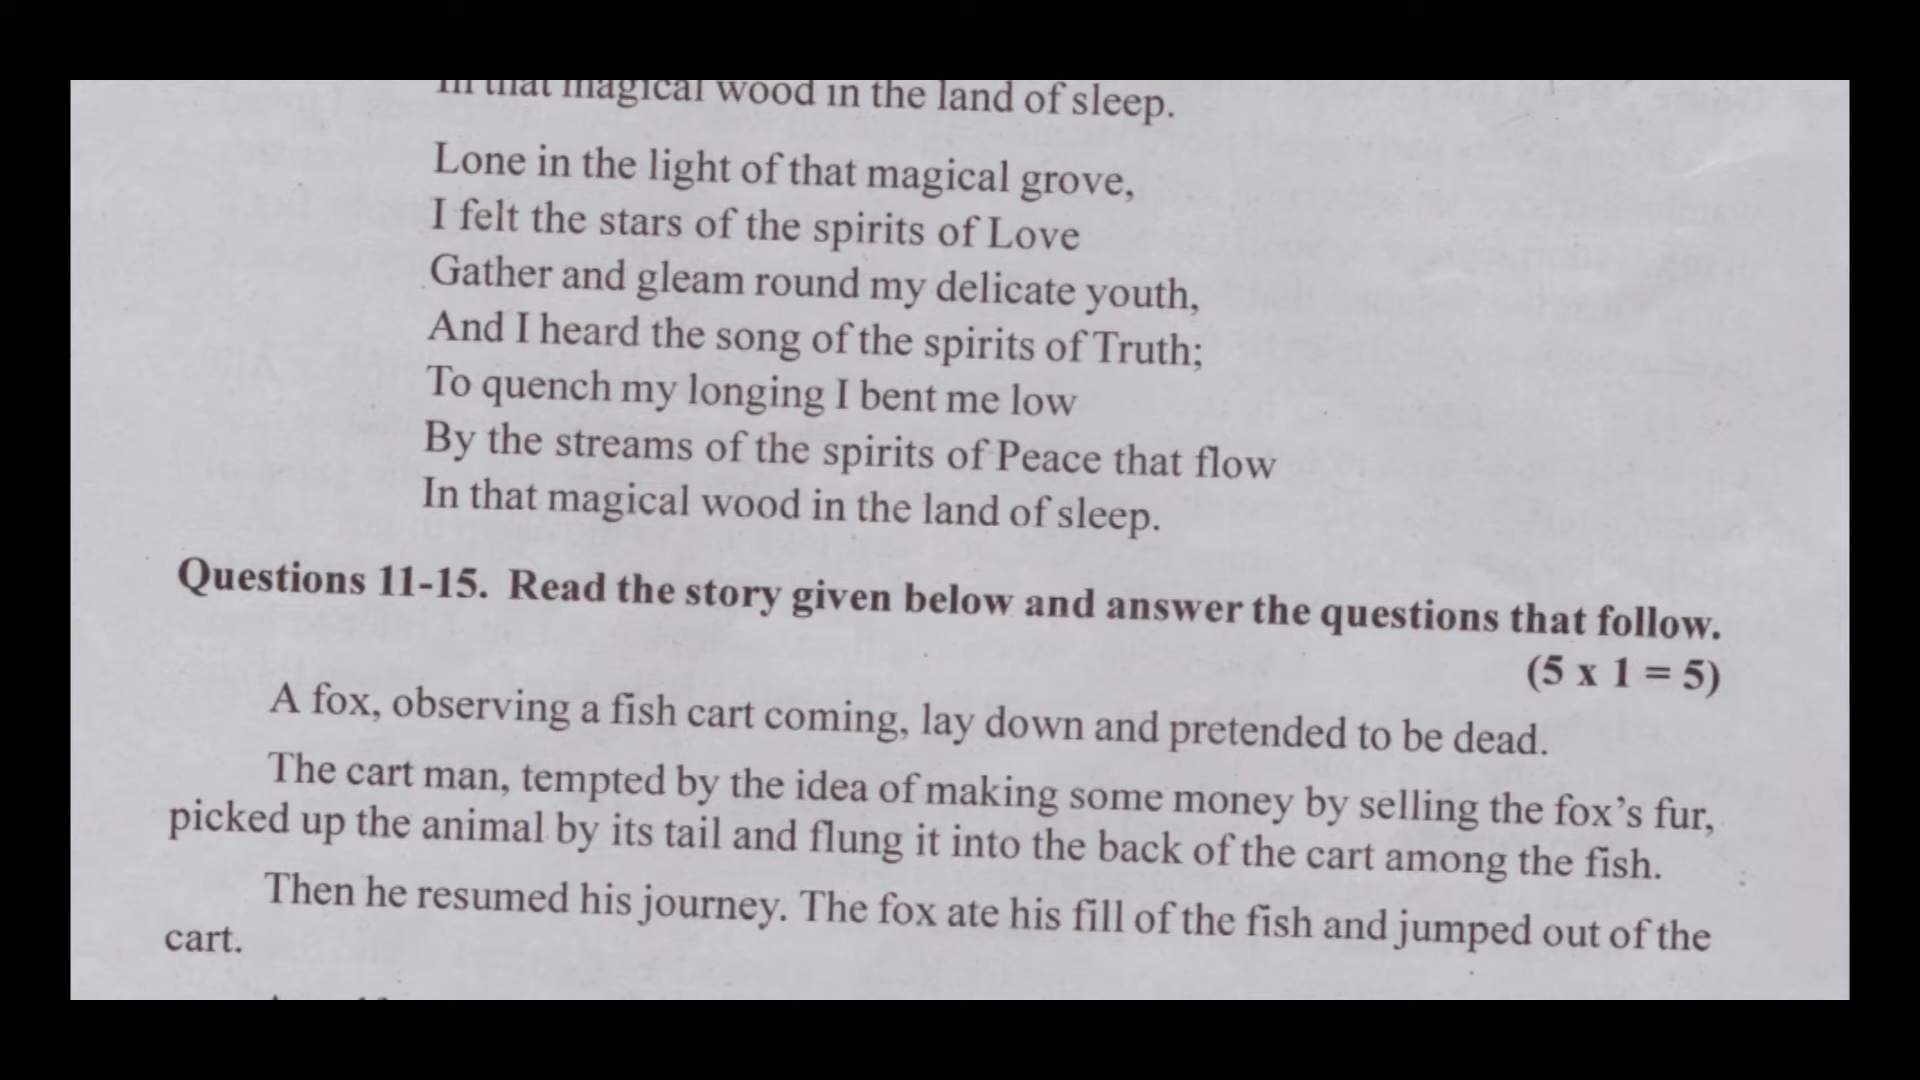 In that magical wood in the land of sleep.
Lone in the light of that magical grove,
I felt the stars of the spirits of Love
Gather and gleam round my delicate youth,
And I heard the song of the spirits of Truth;
To quench my longing I bent me low
By the streams of the spirits of Peace that flow
In that magical wood in the land of sleep.
Questions 11-15. Read the story given below and answer the questions that follow.
(5 x 1 = 5)
A fox, observing a fish cart coming, lay down and pretended to be dead.
The cart man, tempted by the idea of making some money by selling the fox's fur,
picked up the animal by its tail and flung it into the back of the cart among the fish.
Then he resumed his journey. The fox ate his fill of the fish and jumped out of the
cart.